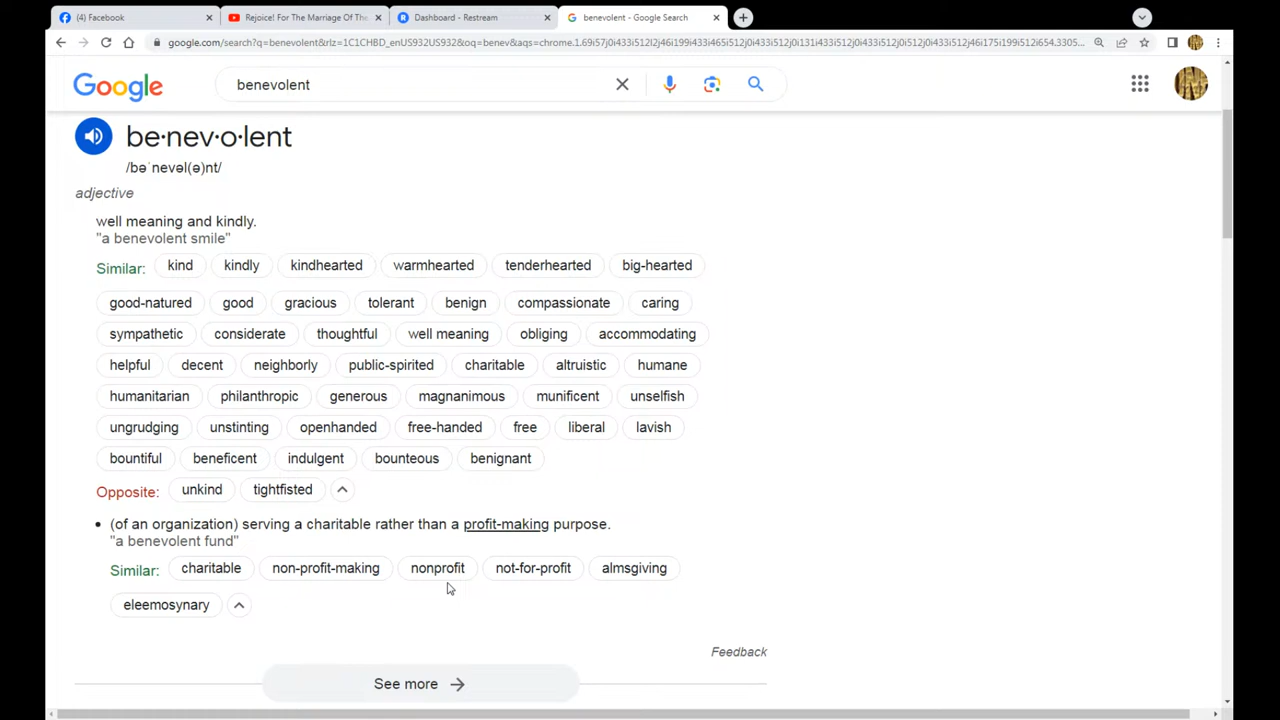 (4) Facebook
Rejoice! For The Marriage Of The
Dashboard - Restream
benevolent - Google Search
google.com/search?q=benevolent&rlz=1C1CHBD_enUS932US932&oq=benev&aqs=chrome.1.69i57j0i433i512l2j46i199i433i465i512j0i433i512j0i131i433i512j0i512j0i433i512j0i512j46i175i199i512i654.3305...
Google
benevolent
be·nev·o·lent
/bəˈnevəl(ə)nt/
adjective
well meaning and kindly.
"a benevolent smile"
Similar: kind kindly kindhearted warmhearted tenderhearted big-hearted
good-natured good gracious tolerant benign compassionate caring
sympathetic considerate thoughtful well meaning obliging accommodating
helpful decent neighborly public-spirited charitable altruistic humane
humanitarian philanthropic generous magnanimous munificent unselfish
ungrudging unstinting openhanded free-handed free liberal lavish
bountiful beneficent indulgent bounteous benignant
Opposite: unkind tightfisted
• (of an organization) serving a charitable rather than a profit-making purpose.
"a benevolent fund"
Similar: charitable non-profit-making nonprofit not-for-profit almsgiving
eleemosynary
Feedback
See more →